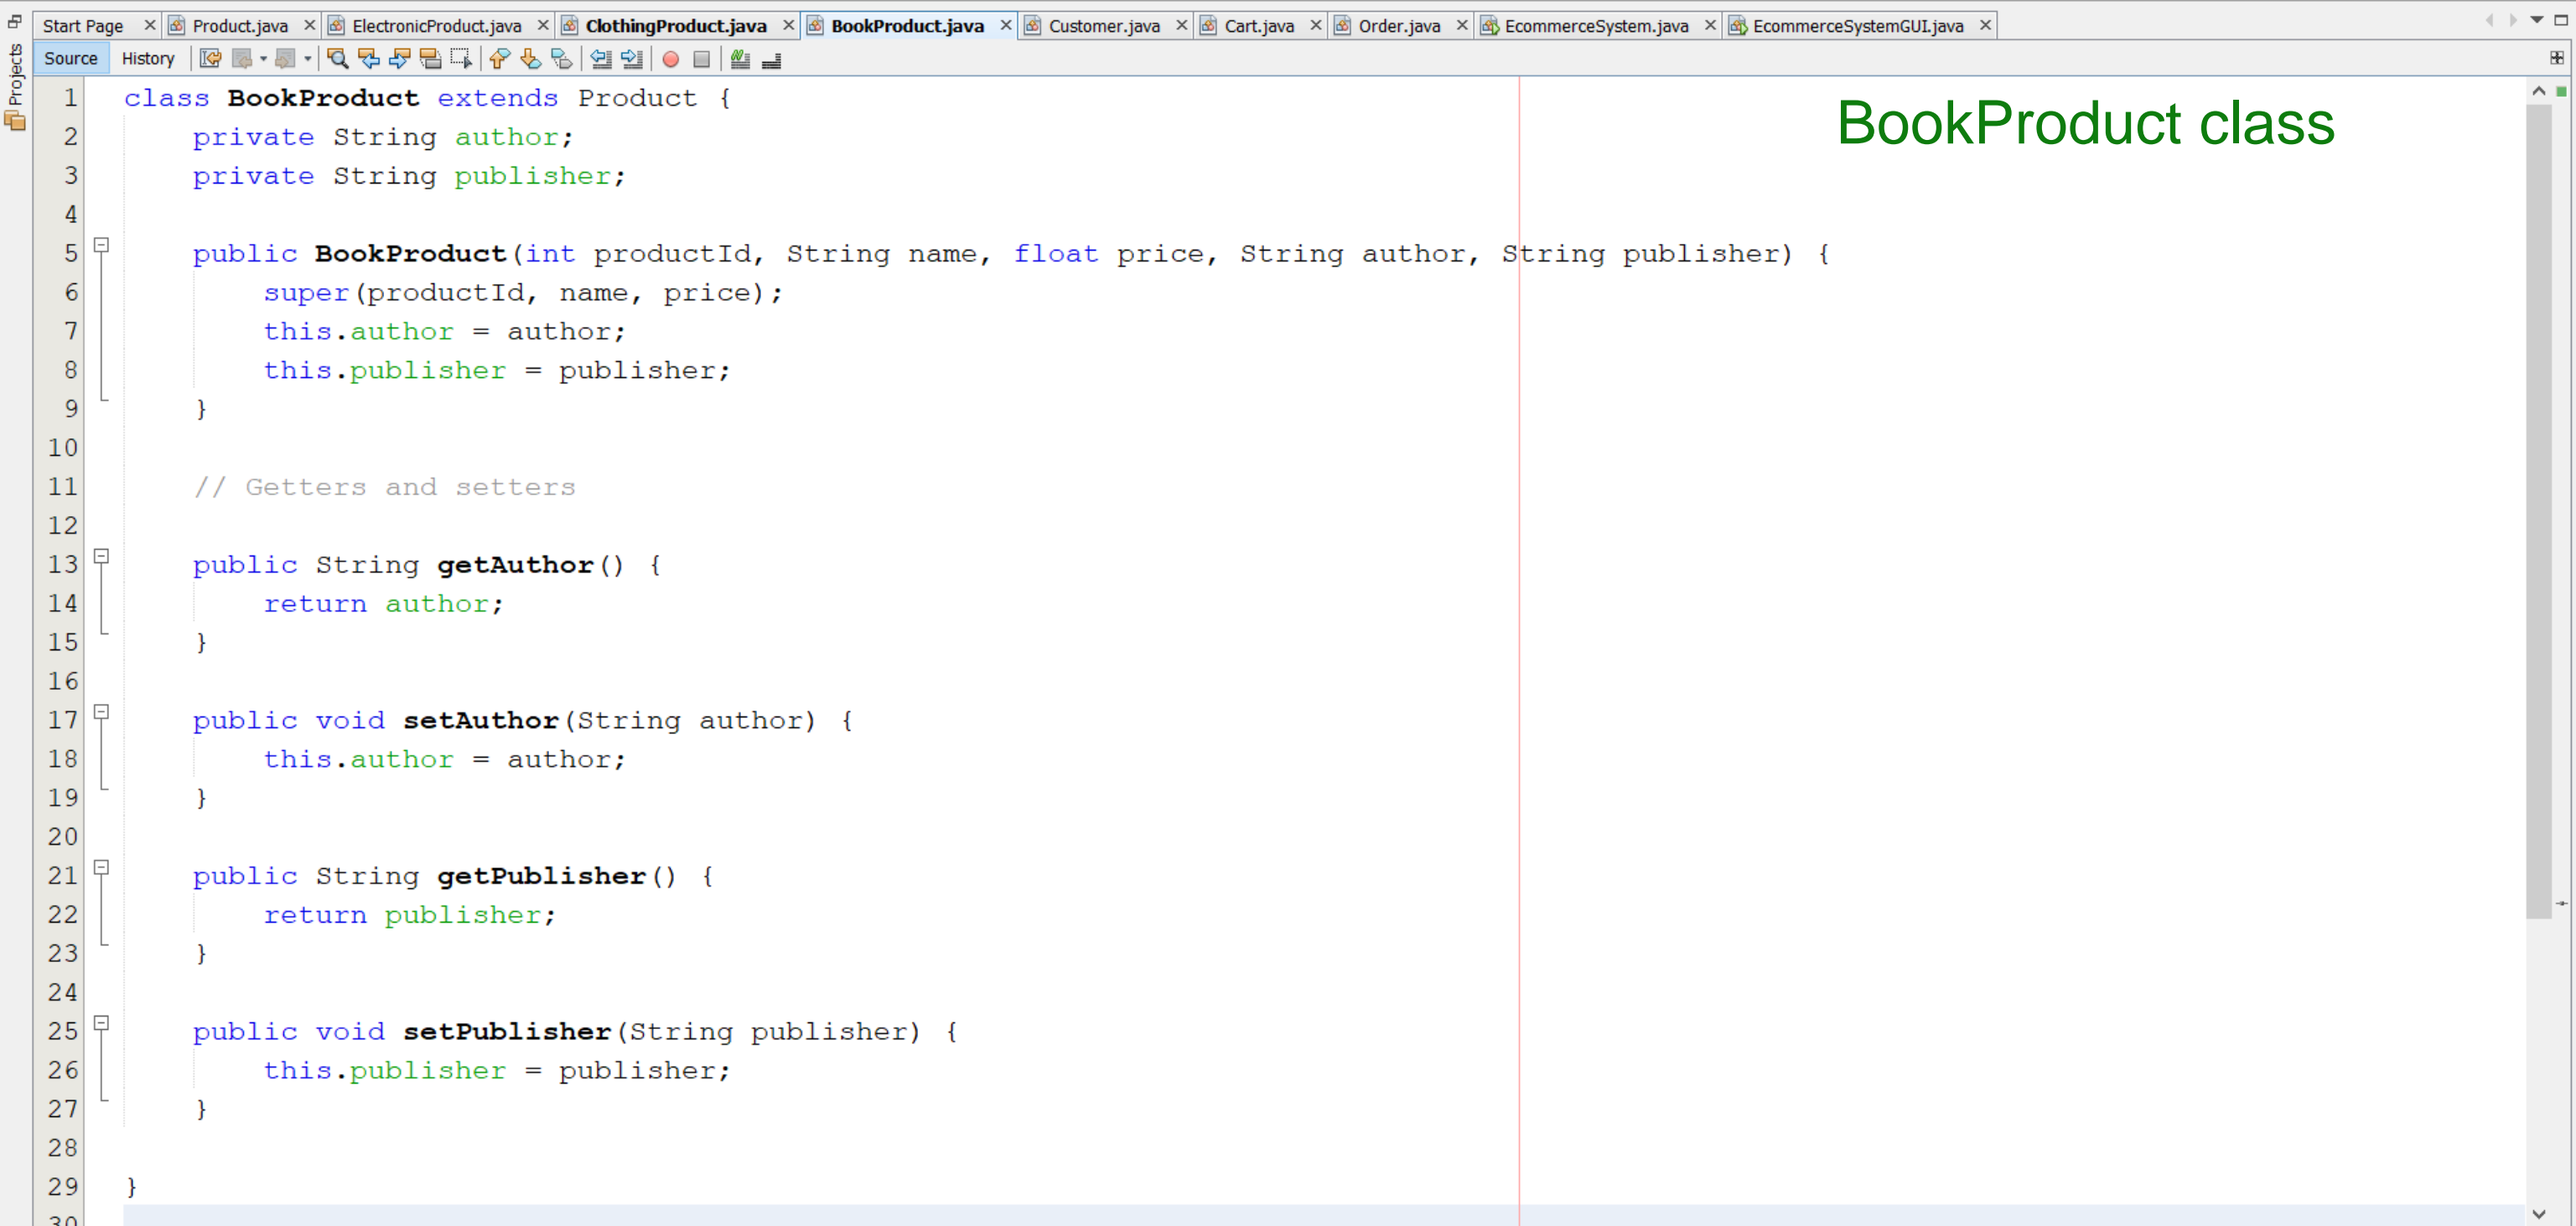 Start Page Product.java ElectronicProduct.java ClothingProduct.java BookProduct.java Customer.java Cart.java Order.java EcommerceSystem.java EcommerceSystemGUI.java
Projects
Source History
BookProduct class
1 class BookProduct extends Product {
2     private String author;
3     private String publisher;
4
5     public BookProduct(int productId, String name, float price, String author, String publisher) {
6         super(productId, name, price);
7         this.author = author;
8         this.publisher = publisher;
9     }
10
11     // Getters and setters
12
13     public String getAuthor() {
14         return author;
15     }
16
17     public void setAuthor(String author) {
18         this.author = author;
19     }
20
21     public String getPublisher() {
22         return publisher;
23     }
24
25     public void setPublisher(String publisher) {
26         this.publisher = publisher;
27     }
28
29 }
30